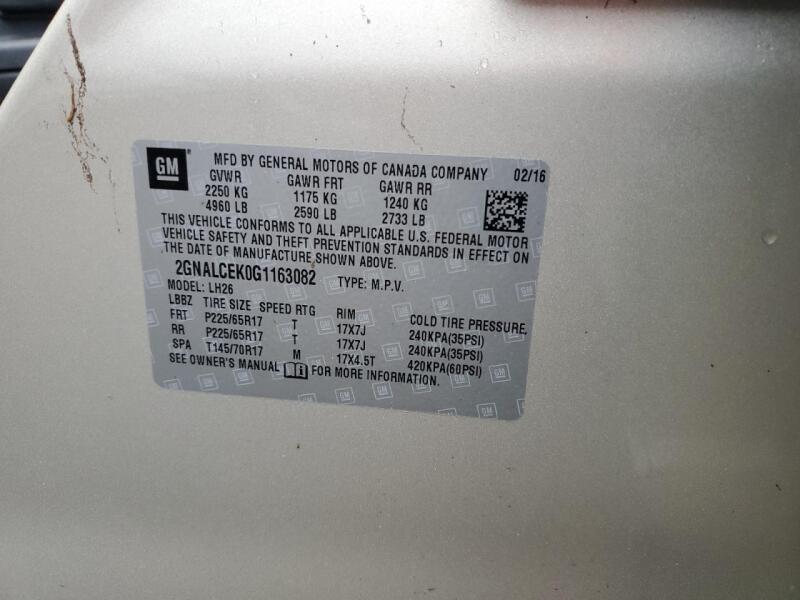 GM ® MFD BY GENERAL MOTORS OF CANADA COMPANY 02/16
GVWR GAWR FRT GAWR RR
2250 KG 1175 KG 1240 KG
4960 LB 2590 LB 2733 LB
THIS VEHICLE CONFORMS TO ALL APPLICABLE U.S. FEDERAL MOTOR
VEHICLE SAFETY AND THEFT PREVENTION STANDARDS IN EFFECT ON
THE DATE OF MANUFACTURE SHOWN ABOVE.
2GNALCEK0G1163082 TYPE: M.P.V.
MODEL: LH26
LBBZ TIRE SIZE SPEED RTG RIM COLD TIRE PRESSURE,
FRT P225/65R17 T 17X7J 240KPA(35PSI)
RR P225/65R17 T 17X7J 240KPA(35PSI)
SPA T145/70R17 M 17X4.5T 420KPA(60PSI)
SEE OWNER'S MANUAL FOR MORE INFORMATION.